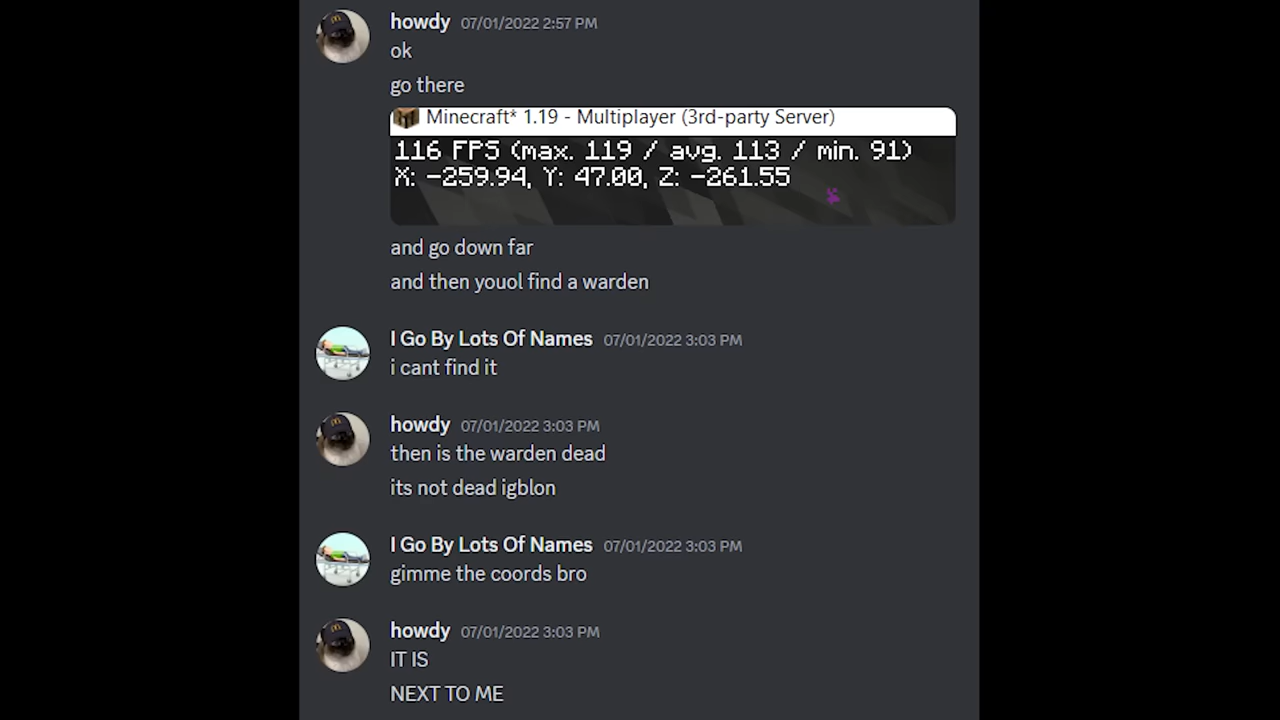 howdy 07/01/2022 2:57 PM
ok
go there
Minecraft* 1.19 - Multiplayer (3rd-party Server)
116 FPS (max. 119 / avg. 113 / min. 91)
X: -259.94, Y: 47.00, Z: -261.55
and go down far
and then youol find a warden
I Go By Lots Of Names 07/01/2022 3:03 PM
i cant find it
howdy 07/01/2022 3:03 PM
then is the warden dead
its not dead igblon
I Go By Lots Of Names 07/01/2022 3:03 PM
gimme the coords bro
howdy 07/01/2022 3:03 PM
IT IS
NEXT TO ME